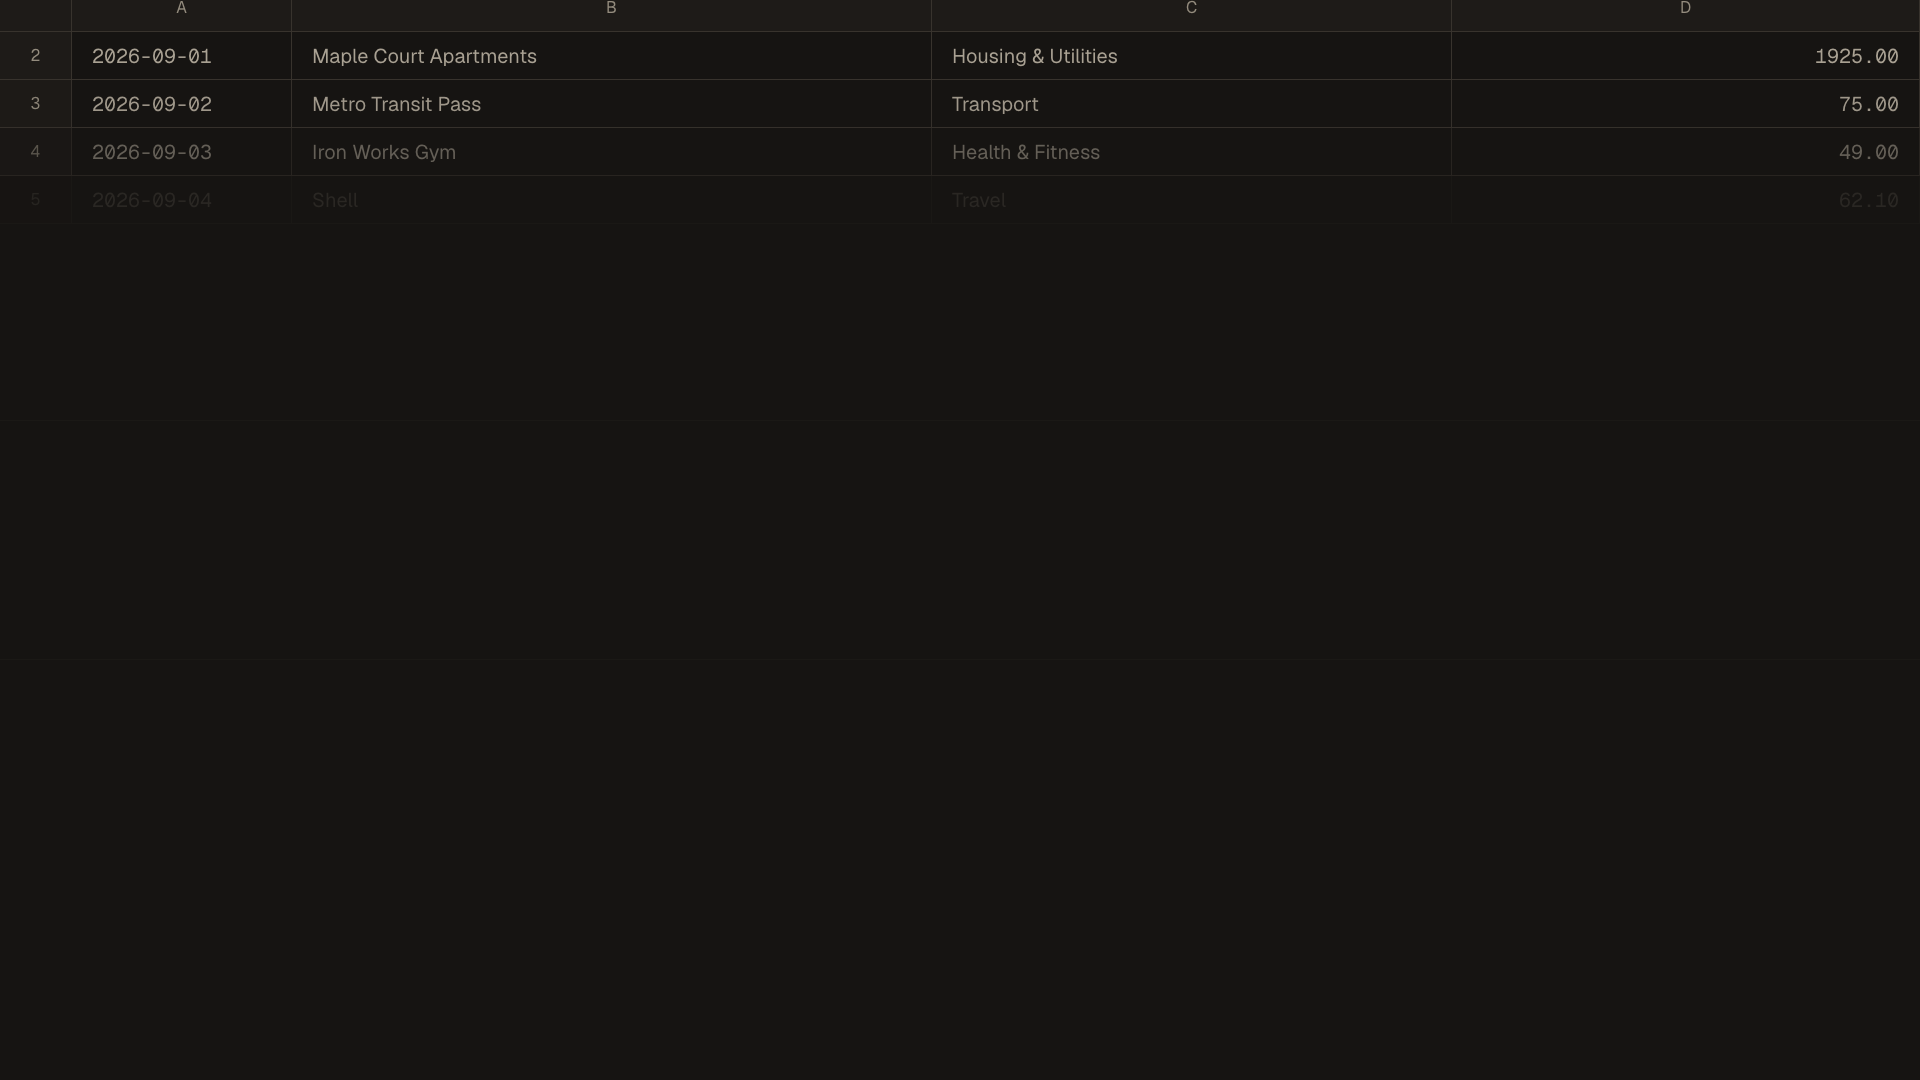 A B C D
2 2026-09-01 Maple Court Apartments Housing & Utilities 1925.00
3 2026-09-02 Metro Transit Pass Transport 75.00
4 2026-09-03 Iron Works Gym Health & Fitness 49.00
5 2026-09-04 Shell Travel 62.10